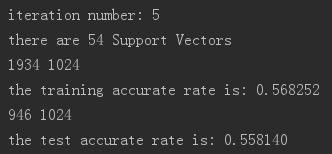 iteration number: 5
there are 54 Support Vectors
1934 1024
the training accurate rate is: 0.568252
946 1024
the test accurate rate is: 0.558140